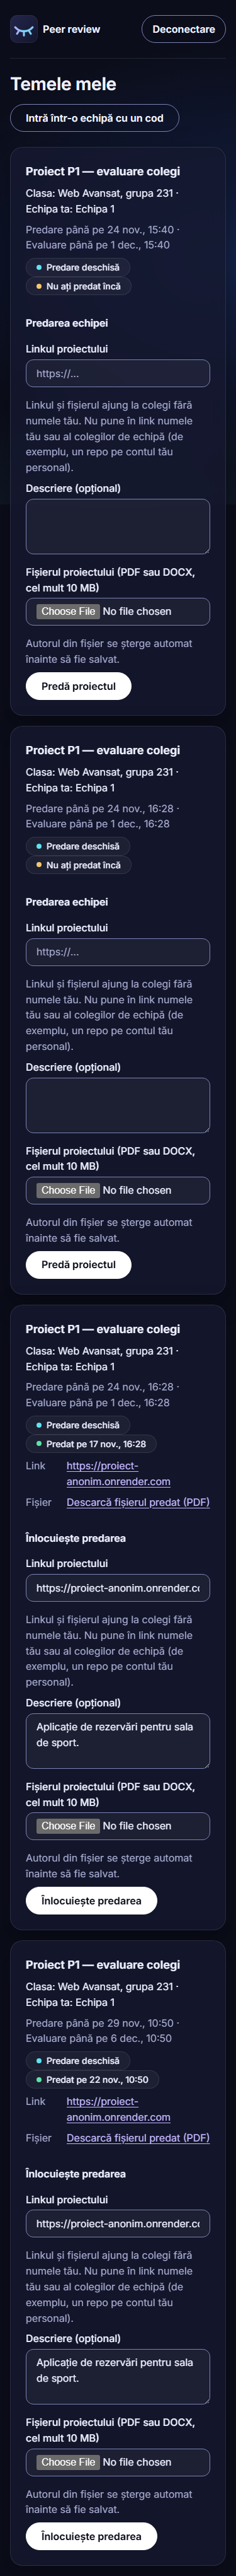 Peer review
Deconectare
Temele mele
Intră într-o echipă cu un cod
Proiect P1 — evaluare colegi
Clasa: Web Avansat, grupa 231 ·
Echipa ta: Echipa 1
Predare până pe 24 nov., 15:40 ·
Evaluare până pe 1 dec., 15:40
Predare deschisă
Nu ați predat încă
Predarea echipei
Linkul proiectului
https://...
Linkul și fișierul ajung la colegi fără
numele tău. Nu pune în link numele
tău sau al colegilor de echipă (de
exemplu, un repo pe contul tău
personal).
Descriere (opțional)
Fișierul proiectului (PDF sau DOCX,
cel mult 10 MB)
Choose File No file chosen
Autorul din fișier se șterge automat
înainte să fie salvat.
Predă proiectul
Proiect P1 — evaluare colegi
Clasa: Web Avansat, grupa 231 ·
Echipa ta: Echipa 1
Predare până pe 24 nov., 16:28 ·
Evaluare până pe 1 dec., 16:28
Predare deschisă
Nu ați predat încă
Predarea echipei
Linkul proiectului
https://...
Linkul și fișierul ajung la colegi fără
numele tău. Nu pune în link numele
tău sau al colegilor de echipă (de
exemplu, un repo pe contul tău
personal).
Descriere (opțional)
Fișierul proiectului (PDF sau DOCX,
cel mult 10 MB)
Choose File No file chosen
Autorul din fișier se șterge automat
înainte să fie salvat.
Predă proiectul
Proiect P1 — evaluare colegi
Clasa: Web Avansat, grupa 231 ·
Echipa ta: Echipa 1
Predare până pe 24 nov., 16:28 ·
Evaluare până pe 1 dec., 16:28
Predare deschisă
Predat pe 17 nov., 16:28
Link https://proiect-
anonim.onrender.com
Fișier Descarcă fișierul predat (PDF)
Înlocuiește predarea
Linkul proiectului
https://proiect-anonim.onrender.cc
Linkul și fișierul ajung la colegi fără
numele tău. Nu pune în link numele
tău sau al colegilor de echipă (de
exemplu, un repo pe contul tău
personal).
Descriere (opțional)
Aplicație de rezervări pentru sala
de sport.
Fișierul proiectului (PDF sau DOCX,
cel mult 10 MB)
Choose File No file chosen
Autorul din fișier se șterge automat
înainte să fie salvat.
Înlocuiește predarea
Proiect P1 — evaluare colegi
Clasa: Web Avansat, grupa 231 ·
Echipa ta: Echipa 1
Predare până pe 29 nov., 10:50 ·
Evaluare până pe 6 dec., 10:50
Predare deschisă
Predat pe 22 nov., 10:50
Link https://proiect-
anonim.onrender.com
Fișier Descarcă fișierul predat (PDF)
Înlocuiește predarea
Linkul proiectului
https://proiect-anonim.onrender.cc
Linkul și fișierul ajung la colegi fără
numele tău. Nu pune în link numele
tău sau al colegilor de echipă (de
exemplu, un repo pe contul tău
personal).
Descriere (opțional)
Aplicație de rezervări pentru sala
de sport.
Fișierul proiectului (PDF sau DOCX,
cel mult 10 MB)
Choose File No file chosen
Autorul din fișier se șterge automat
înainte să fie salvat.
Înlocuiește predarea